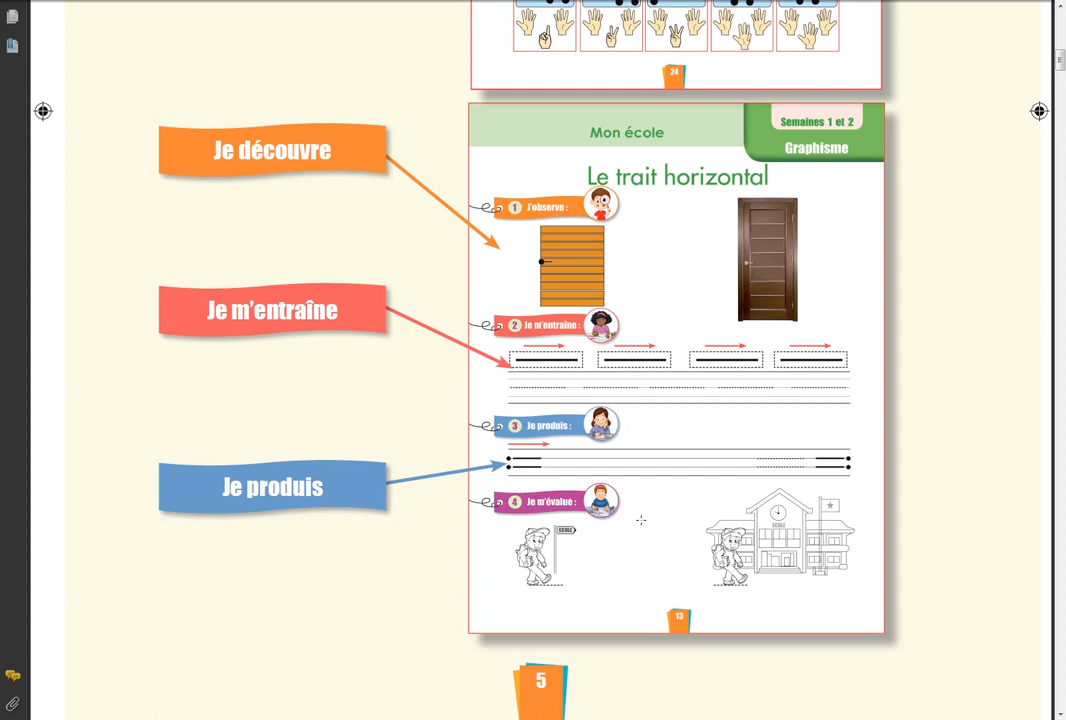 24
Mon école
Semaines 1 et 2
Graphisme
Le trait horizontal
Je découvre
1 J'observe :
Je m'entraîne
2 Je m'entraîne :
3 Je produis :
Je produis
4 Je m'évalue :
ECOLE
ECOLE
13
5